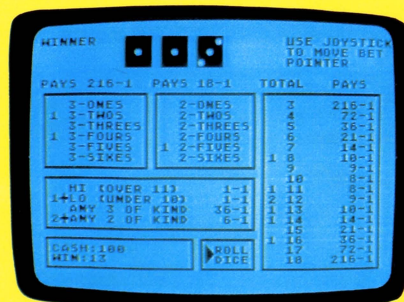 WINNER
USE JOYSTICK
TO MOVE BET
POINTER
PAYS 216-1 PAYS 18-1
3-ONES
1 3-TWOS
3-THREES
1 3-FOURS
3-FIVES
3-SIXES
2-ONES
2-TWOS
2-THREES
2-FOURS
1 2-FIVES
2-SIXES
TOTAL PAYS
3 216-1
4 72-1
5 36-1
6 21-1
7 14-1
1 8 10-1
9 9-1
10 8-1
1 11 8-1
2 12 9-1
1 13 10-1
1 14 14-1
15 21-1
1 16 36-1
17 72-1
18 216-1
HI (OVER 11) 1-1
1+LO (UNDER 10) 1-1
ANY 3 OF KIND 36-1
2+ANY 2 OF KIND 6-1
CASH:100
WIN:13
ROLL
DICE